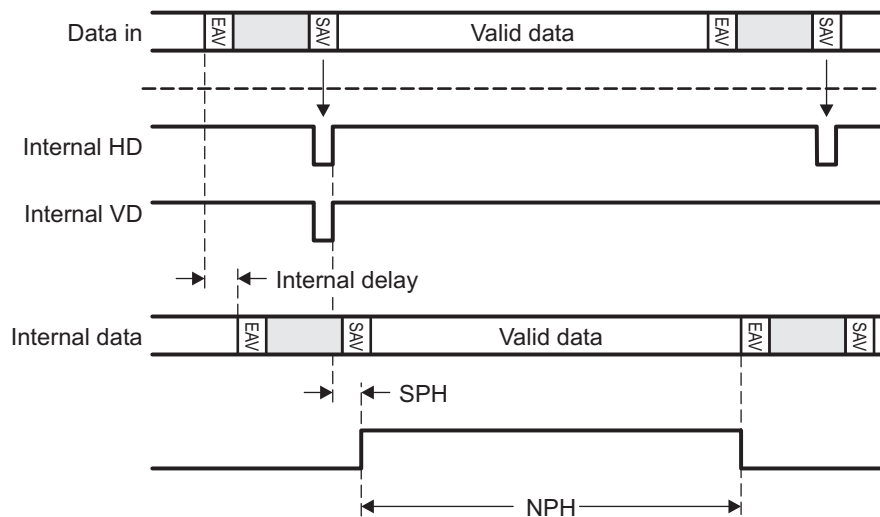 Data in EAV SAV Valid data EAV SAV
Internal HD
Internal VD
Internal delay
Internal data EAV SAV Valid data EAV SAV
SPH
NPH